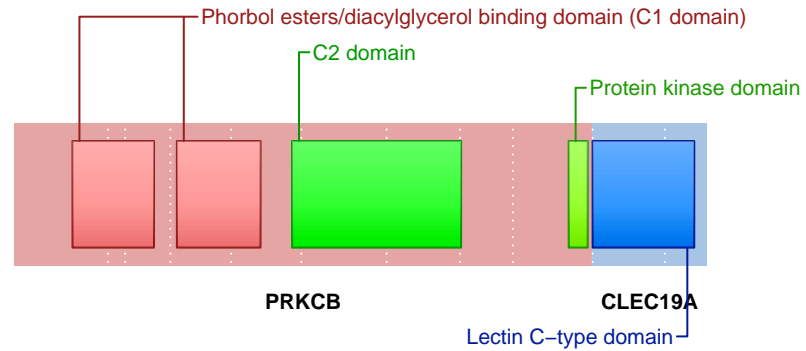 Phorbol esters/diacylglycerol binding domain (C1 domain)
C2 domain
Protein kinase domain
PRKCB
CLEC19A
Lectin C−type domain